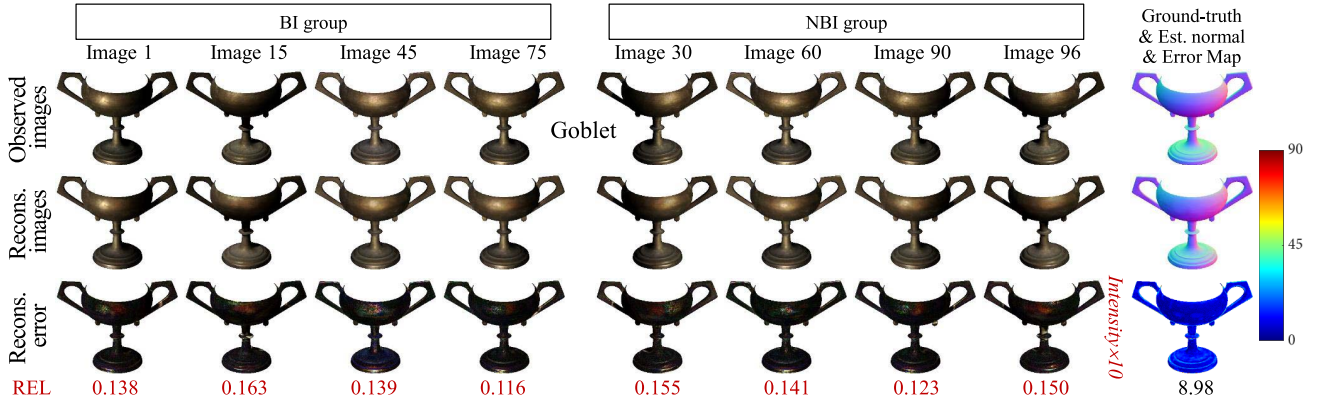 BI group
NBI group
Ground-truth
& Est. normal
& Error Map
Image 1
Image 15
Image 45
Image 75
Image 30
Image 60
Image 90
Image 96
Observed
images
Goblet
Recons.
images
Recons.
error
Intensity×10
90
45
0
REL
0.138
0.163
0.139
0.116
0.155
0.141
0.123
0.150
8.98